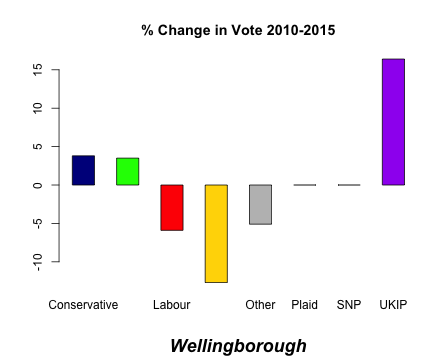 % Change in Vote 2010-2015
15
10
5
0
-5
-10
Conservative Labour Other Plaid SNP UKIP
Wellingborough